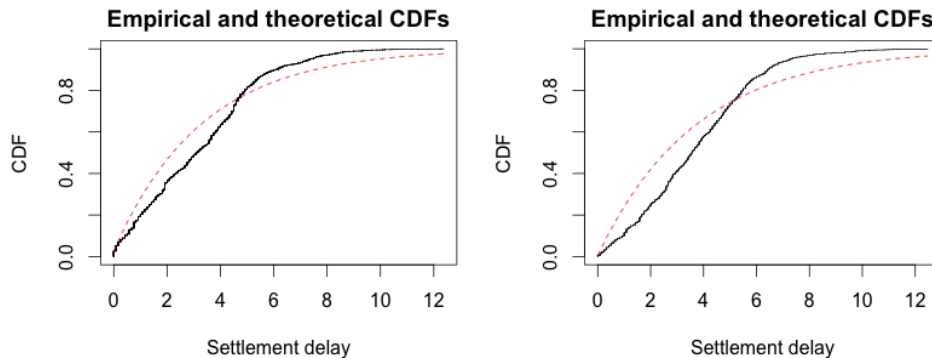 Empirical and theoretical CDFs
CDF
0.0 0.4 0.8
0 2 4 6 8 10 12
Settlement delay
Empirical and theoretical CDFs
CDF
0.0 0.4 0.8
0 2 4 6 8 10 12
Settlement delay